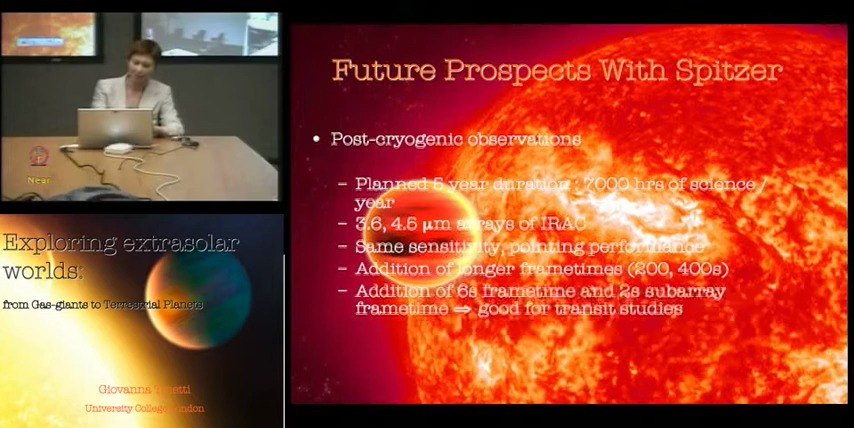 Near
Exploring extrasolar
worlds:
from Gas-giants to Terrestrial Planets
Giovanna Tinetti
University College London
Future Prospects With Spitzer
• Post-cryogenic observations
– Planned 5 year duration : 7000 hrs of science /
year
– 3.6, 4.5 μm arrays of IRAC
– Same sensitivity, pointing performance
– Addition of longer frametimes (200, 400s)
– Addition of 6s frametime and 2s subarray
frametime ⇒ good for transit studies